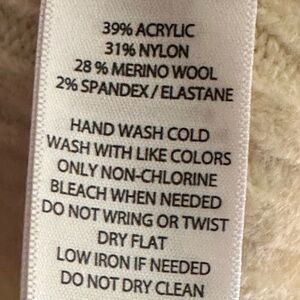 39% ACRYLIC
31% NYLON
28% MERINO WOOL
2% SPANDEX / ELASTANE
HAND WASH COLD
WASH WITH LIKE COLORS
ONLY NON-CHLORINE
BLEACH WHEN NEEDED
DO NOT WRING OR TWIST
DRY FLAT
LOW IRON IF NEEDED
DO NOT DRY CLEAN